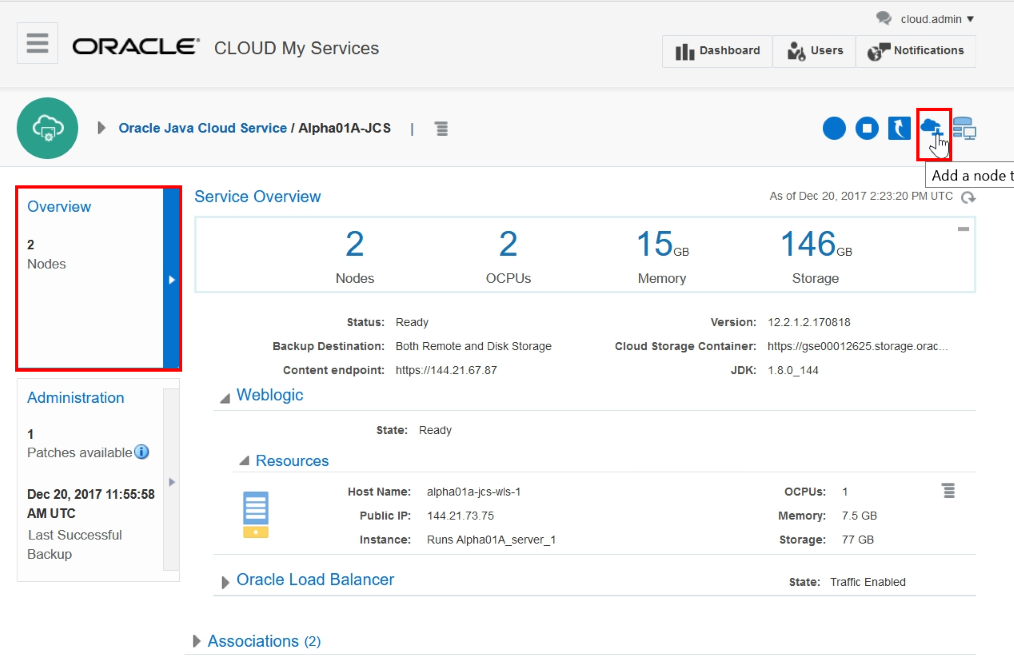 cloud.admin
ORACLE CLOUD My Services
Dashboard Users Notifications
Oracle Java Cloud Service / Alpha01A-JCS |
Add a node t
Overview
2
Nodes
Service Overview
As of Dec 20, 2017 2:23:20 PM UTC
2 2 15 GB 146 GB
Nodes OCPUs Memory Storage
Status: Ready Version: 12.2.1.2.170818
Backup Destination: Both Remote and Disk Storage Cloud Storage Container: https://gse00012625.storage.orac...
Content endpoint: https://144.21.67.87 JDK: 1.8.0_144
Administration
1
Patches available
Dec 20, 2017 11:55:58
AM UTC
Last Successful
Backup
Weblogic
State: Ready
Resources
Host Name: alpha01a-jcs-wls-1 OCPUs: 1
Public IP: 144.21.73.75 Memory: 7.5 GB
Instance: Runs Alpha01A_server_1 Storage: 77 GB
Oracle Load Balancer State: Traffic Enabled
Associations (2)